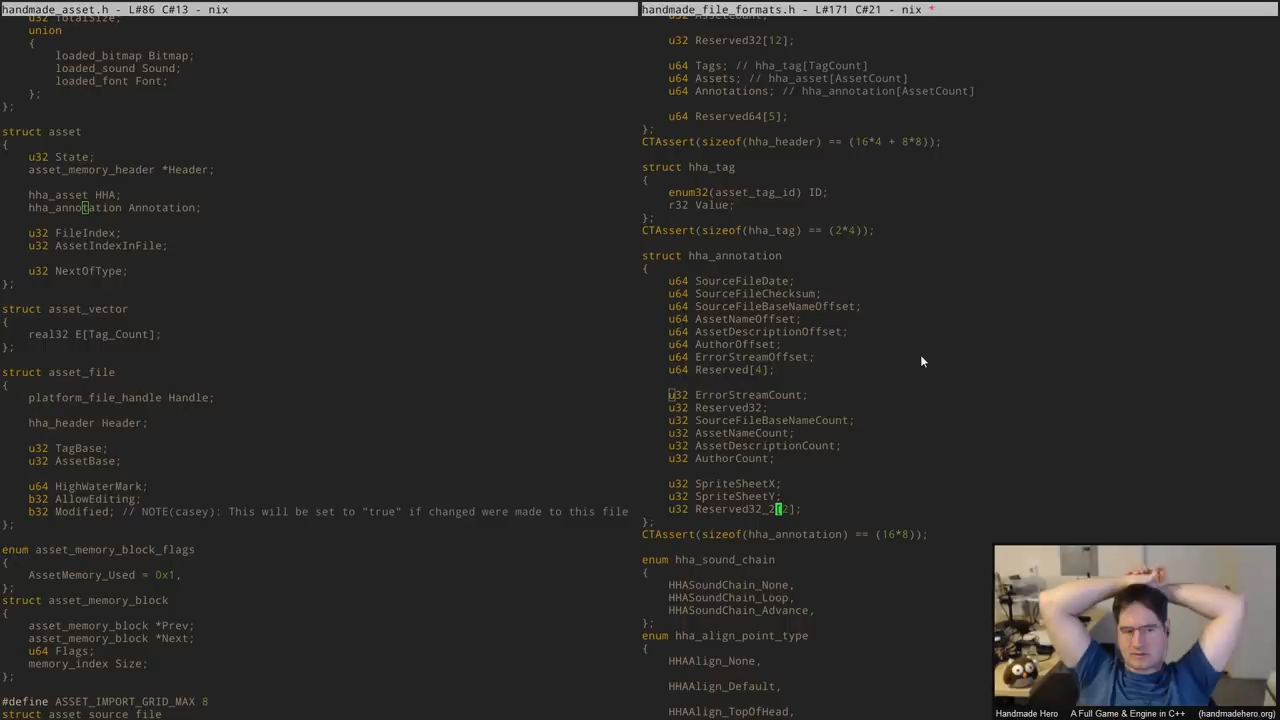 handmade_asset.h - L#86 C#13 - nix
u32 TotalSize;
union
{
loaded_bitmap Bitmap;
loaded_sound Sound;
loaded_font Font;
};
};
struct asset
{
u32 State;
asset_memory_header *Header;
hha_asset HHA;
hha_annotation Annotation;
u32 FileIndex;
u32 AssetIndexInFile;
u32 NextOfType;
};
struct asset_vector
{
real32 E[Tag_Count];
};
struct asset_file
{
platform_file_handle Handle;
hha_header Header;
u32 TagBase;
u32 AssetBase;
u64 HighWaterMark;
b32 AllowEditing;
b32 Modified; // NOTE(casey): This will be set to "true" if changed were made to this file
};
enum asset_memory_block_flags
{
AssetMemory_Used = 0x1,
};
struct asset_memory_block
{
asset_memory_block *Prev;
asset_memory_block *Next;
u64 Flags;
memory_index Size;
};
#define ASSET_IMPORT_GRID_MAX 8
struct asset_source_file
handmade_file_formats.h - L#171 C#21 - nix *
u32 AssetCount;
u32 Reserved32[12];
u64 Tags; // hha_tag[TagCount]
u64 Assets; // hha_asset[AssetCount]
u64 Annotations; // hha_annotation[AssetCount]
u64 Reserved64[5];
};
CTAssert(sizeof(hha_header) == (16*4 + 8*8));
struct hha_tag
{
enum32(asset_tag_id) ID;
r32 Value;
};
CTAssert(sizeof(hha_tag) == (2*4));
struct hha_annotation
{
u64 SourceFileDate;
u64 SourceFileChecksum;
u64 SourceFileBaseNameOffset;
u64 AssetNameOffset;
u64 AssetDescriptionOffset;
u64 AuthorOffset;
u64 ErrorStreamOffset;
u64 Reserved[4];
u32 ErrorStreamCount;
u32 Reserved32;
u32 SourceFileBaseNameCount;
u32 AssetNameCount;
u32 AssetDescriptionCount;
u32 AuthorCount;
u32 SpriteSheetX;
u32 SpriteSheetY;
u32 Reserved32_2[2];
};
CTAssert(sizeof(hha_annotation) == (16*8));
enum hha_sound_chain
{
HHASoundChain_None,
HHASoundChain_Loop,
HHASoundChain_Advance,
};
enum hha_align_point_type
{
HHAAlign_None,
HHAAlign_Default,
HHAAlign_TopOfHead,
Handmade Hero A Full Game & Engine in C++ (handmadehero.org)